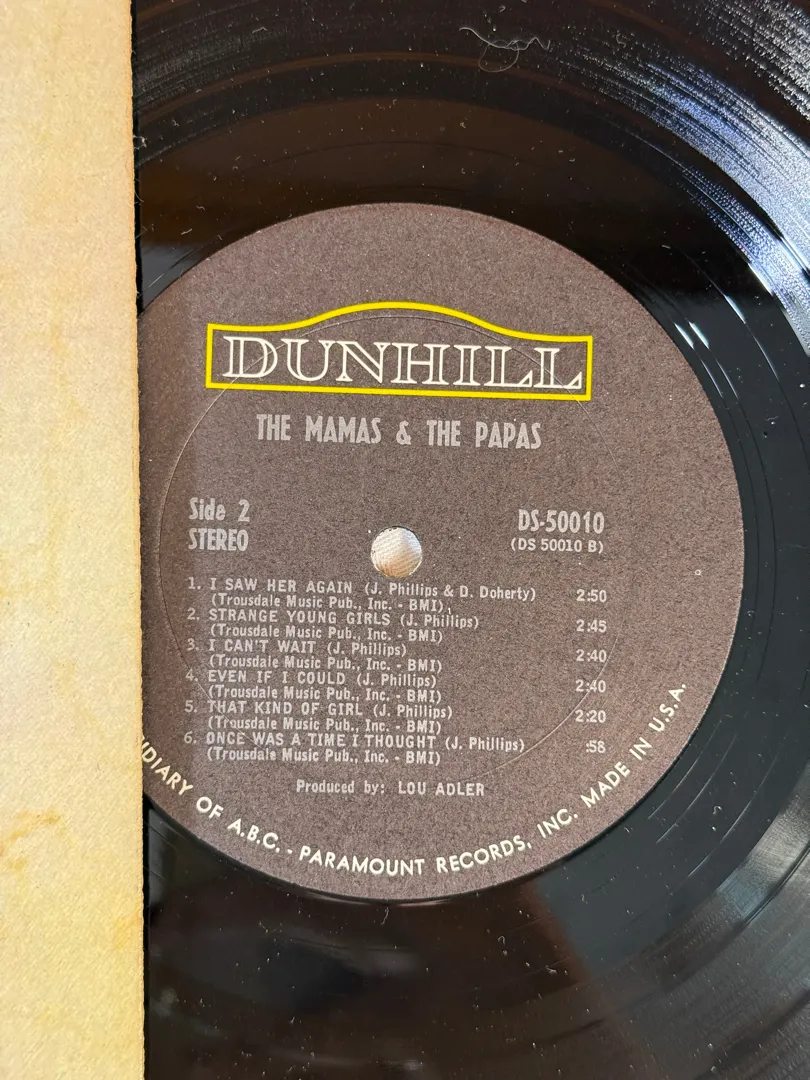 DUNHILL
THE MAMAS & THE PAPAS
Side 2
STEREO
DS-50010
(DS 50010 B)
1. I SAW HER AGAIN (J. Phillips & D. Doherty) 2:50
(Trousdale Music Pub., Inc. - BMI)
2. STRANGE YOUNG GIRLS (J. Phillips) 2:45
(Trousdale Music Pub., Inc. - BMI)
3. I CAN'T WAIT (J. Phillips) 2:40
(Trousdale Music Pub., Inc. - BMI)
4. EVEN IF I COULD (J. Phillips) 2:40
(Trousdale Music Pub., Inc. - BMI)
5. THAT KIND OF GIRL (J. Phillips) 2:20
(Trousdale Music Pub., Inc. - BMI)
6. ONCE WAS A TIME I THOUGHT (J. Phillips) :58
(Trousdale Music Pub., Inc. - BMI)
Produced by: LOU ADLER
IDIARY OF A.B.C. - PARAMOUNT RECORDS, INC. MADE IN U.S.A.